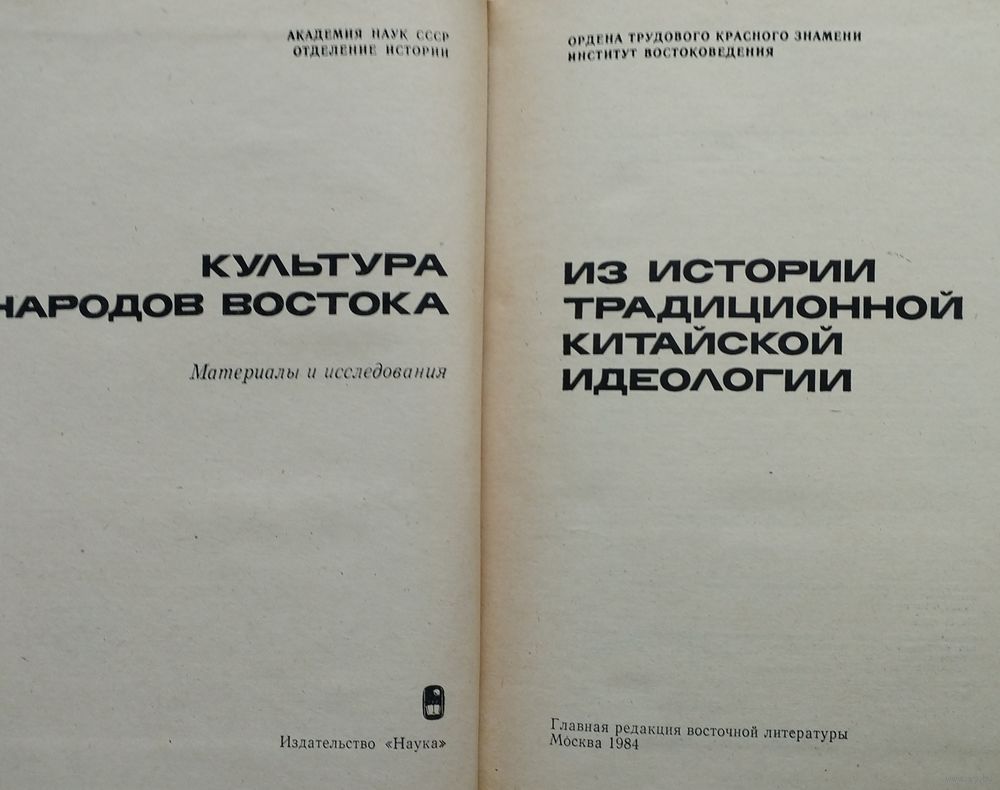 АКАДЕМИЯ НАУК СССР
ОТДЕЛЕНИЕ ИСТОРИИ
КУЛЬТУРА
НАРОДОВ ВОСТОКА
Материалы и исследования
Издательство «Наука»
ОРДЕНА ТРУДОВОГО КРАСНОГО ЗНАМЕНИ
ИНСТИТУТ ВОСТОКОВЕДЕНИЯ
ИЗ ИСТОРИИ
ТРАДИЦИОННОЙ
КИТАЙСКОЙ
ИДЕОЛОГИИ
Главная редакция восточной литературы
Москва 1984